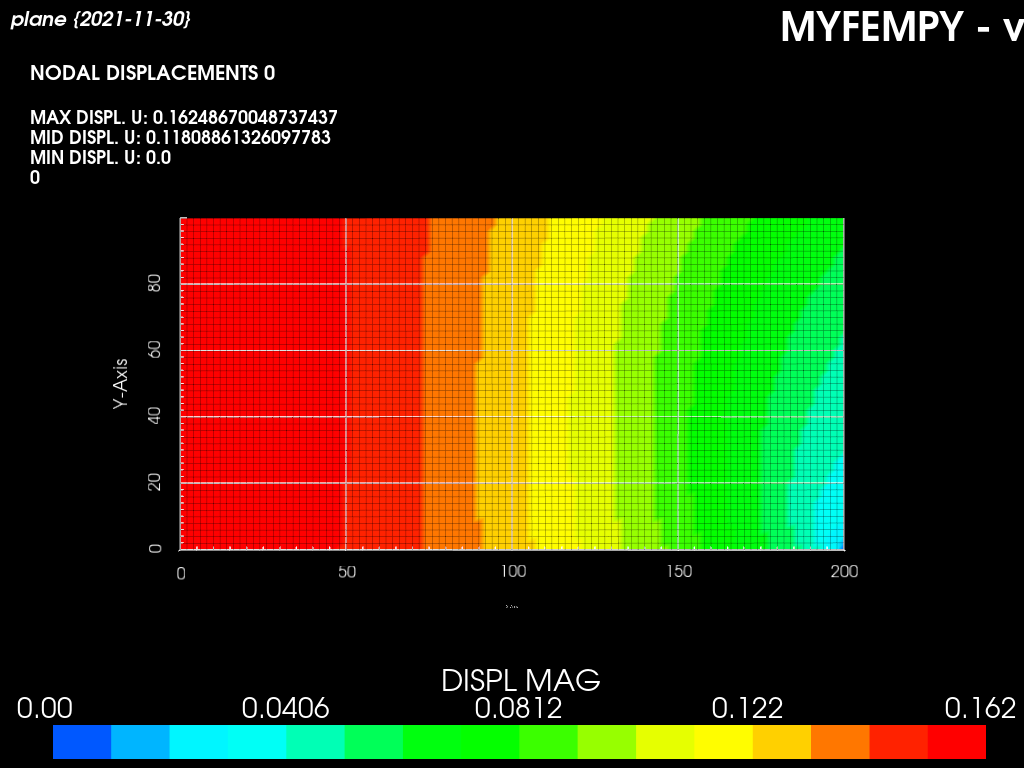 plane {2021-11-30}
MYFEMPY - v
NODAL DISPLACEMENTS 0
MAX DISPL. U: 0.16248670048737437
MID DISPL. U: 0.11808861326097783
MIN DISPL. U: 0.0
0
80
60
Y-Axis
40
20
0
0 50 100 150 200
DISPL MAG
0.00 0.0406 0.0812 0.122 0.162